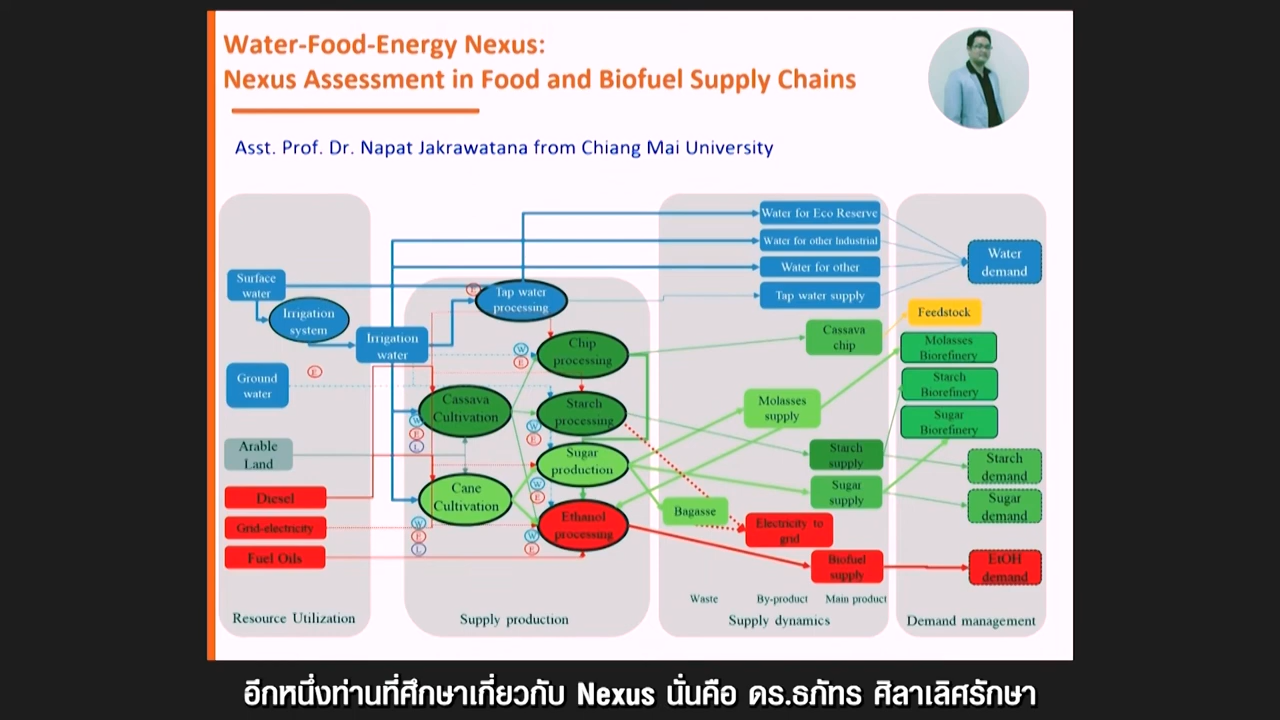 Water-Food-Energy Nexus:
Nexus Assessment in Food and Biofuel Supply Chains
Asst. Prof. Dr. Napat Jakrawatana from Chiang Mai University
Surface
water
Irrigation
system
Irrigation
water
Ground
water
E
Arable
Land
Diesel
Grid-electricity
Fuel Oils
Resource Utilization
E
Tap water
processing
W
E
Chip
processing
Cassava
Cultivation
W
E
L
Starch
processing
W
E
Sugar
production
W
E
Cane
Cultivation
W
E
L
Ethanol
processing
W
E
Supply production
Water for Eco Reserve
Water for other Industrial
Water for other
Tap water supply
Cassava
chip
Molasses
supply
Starch
supply
Sugar
supply
Bagasse
Electricity to
grid
Biofuel
supply
Waste
By-product
Main product
Supply dynamics
Water
demand
Feedstock
Molasses
Biorefinery
Starch
Biorefinery
Sugar
Biorefinery
Starch
demand
Sugar
demand
EtOH
demand
Demand management
อีกหนึ่งท่านที่ศึกษาเกี่ยวกับ Nexus นั่นคือ ดร.ธภัทร ศิลาเลิศรักษา